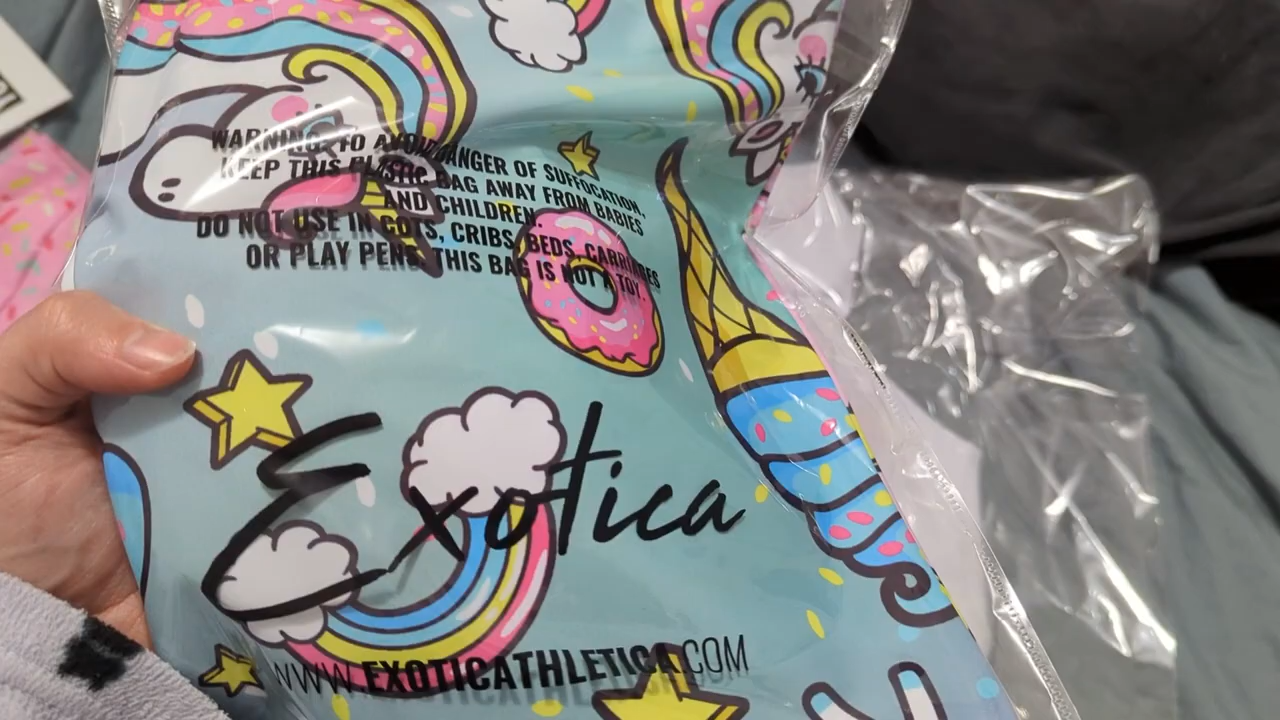 WARNING: TO AVOID DANGER OF SUFFOCATION,
KEEP THIS PLASTIC BAG AWAY FROM BABIES
AND CHILDREN.
DO NOT USE IN COTS, CRIBS, BEDS, CARRIAGES
OR PLAY PENS. THIS BAG IS NOT A TOY.
Exotica
WWW.EXOTICATHLETICA.COM